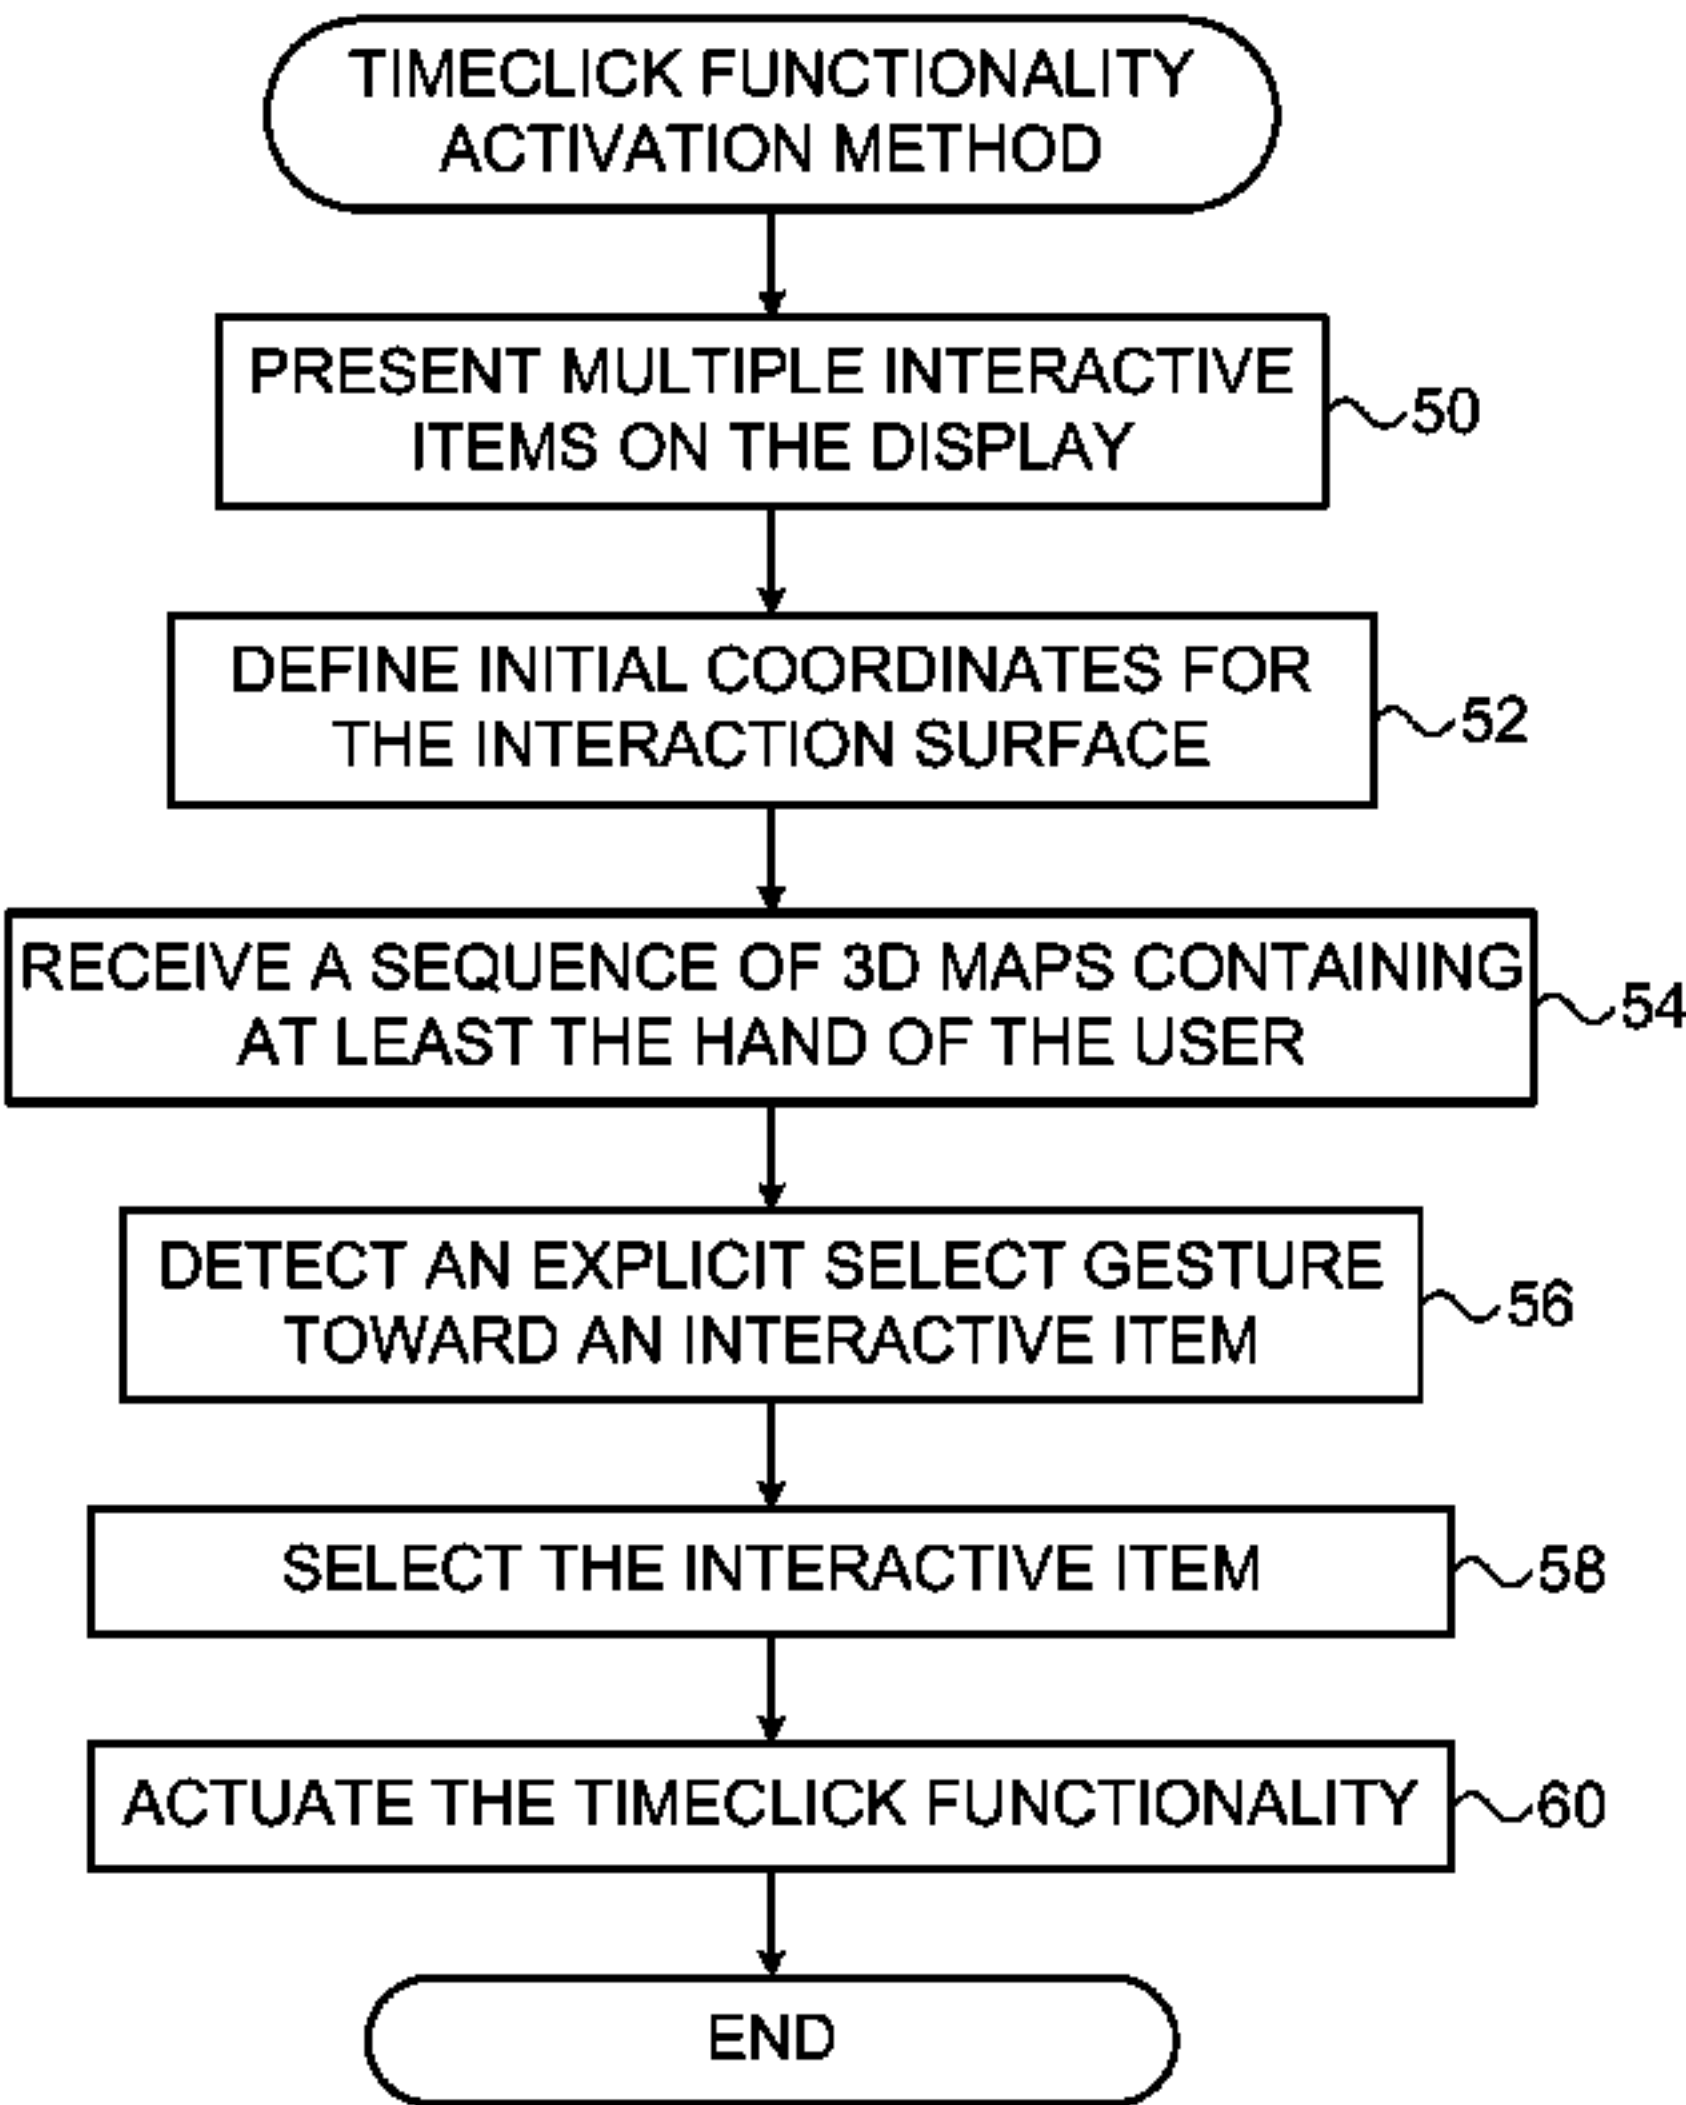 TIMECLICK FUNCTIONALITY
ACTIVATION METHOD
PRESENT MULTIPLE INTERACTIVE
ITEMS ON THE DISPLAY
50
DEFINE INITIAL COORDINATES FOR
THE INTERACTION SURFACE
52
RECEIVE A SEQUENCE OF 3D MAPS CONTAINING
AT LEAST THE HAND OF THE USER
54
DETECT AN EXPLICIT SELECT GESTURE
TOWARD AN INTERACTIVE ITEM
56
SELECT THE INTERACTIVE ITEM
58
ACTUATE THE TIMECLICK FUNCTIONALITY
60
END